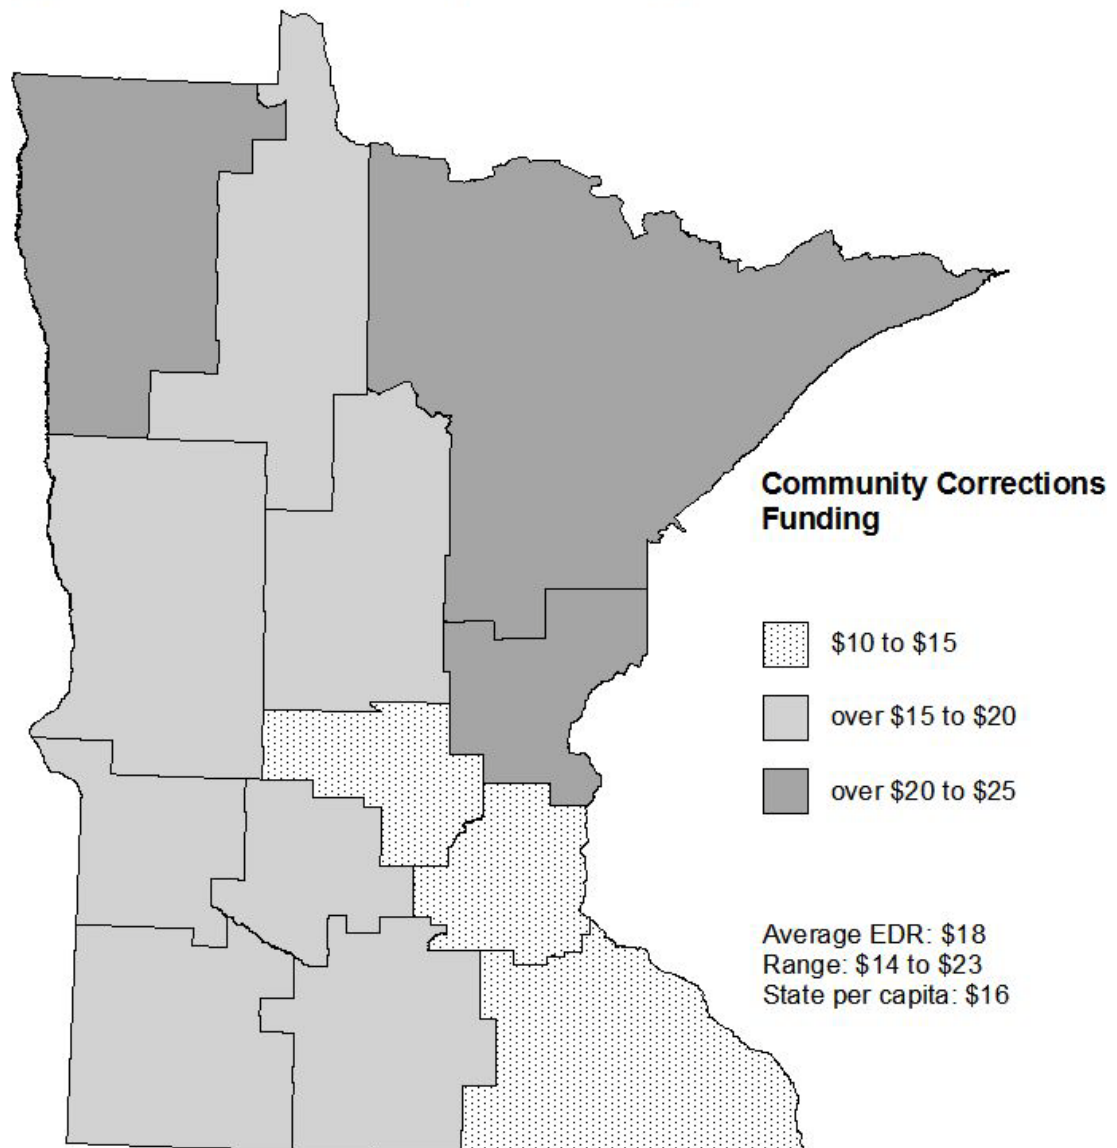 Community Corrections
Funding
$10 to $15
over $15 to $20
over $20 to $25
Average EDR: $18
Range: $14 to $23
State per capita: $16